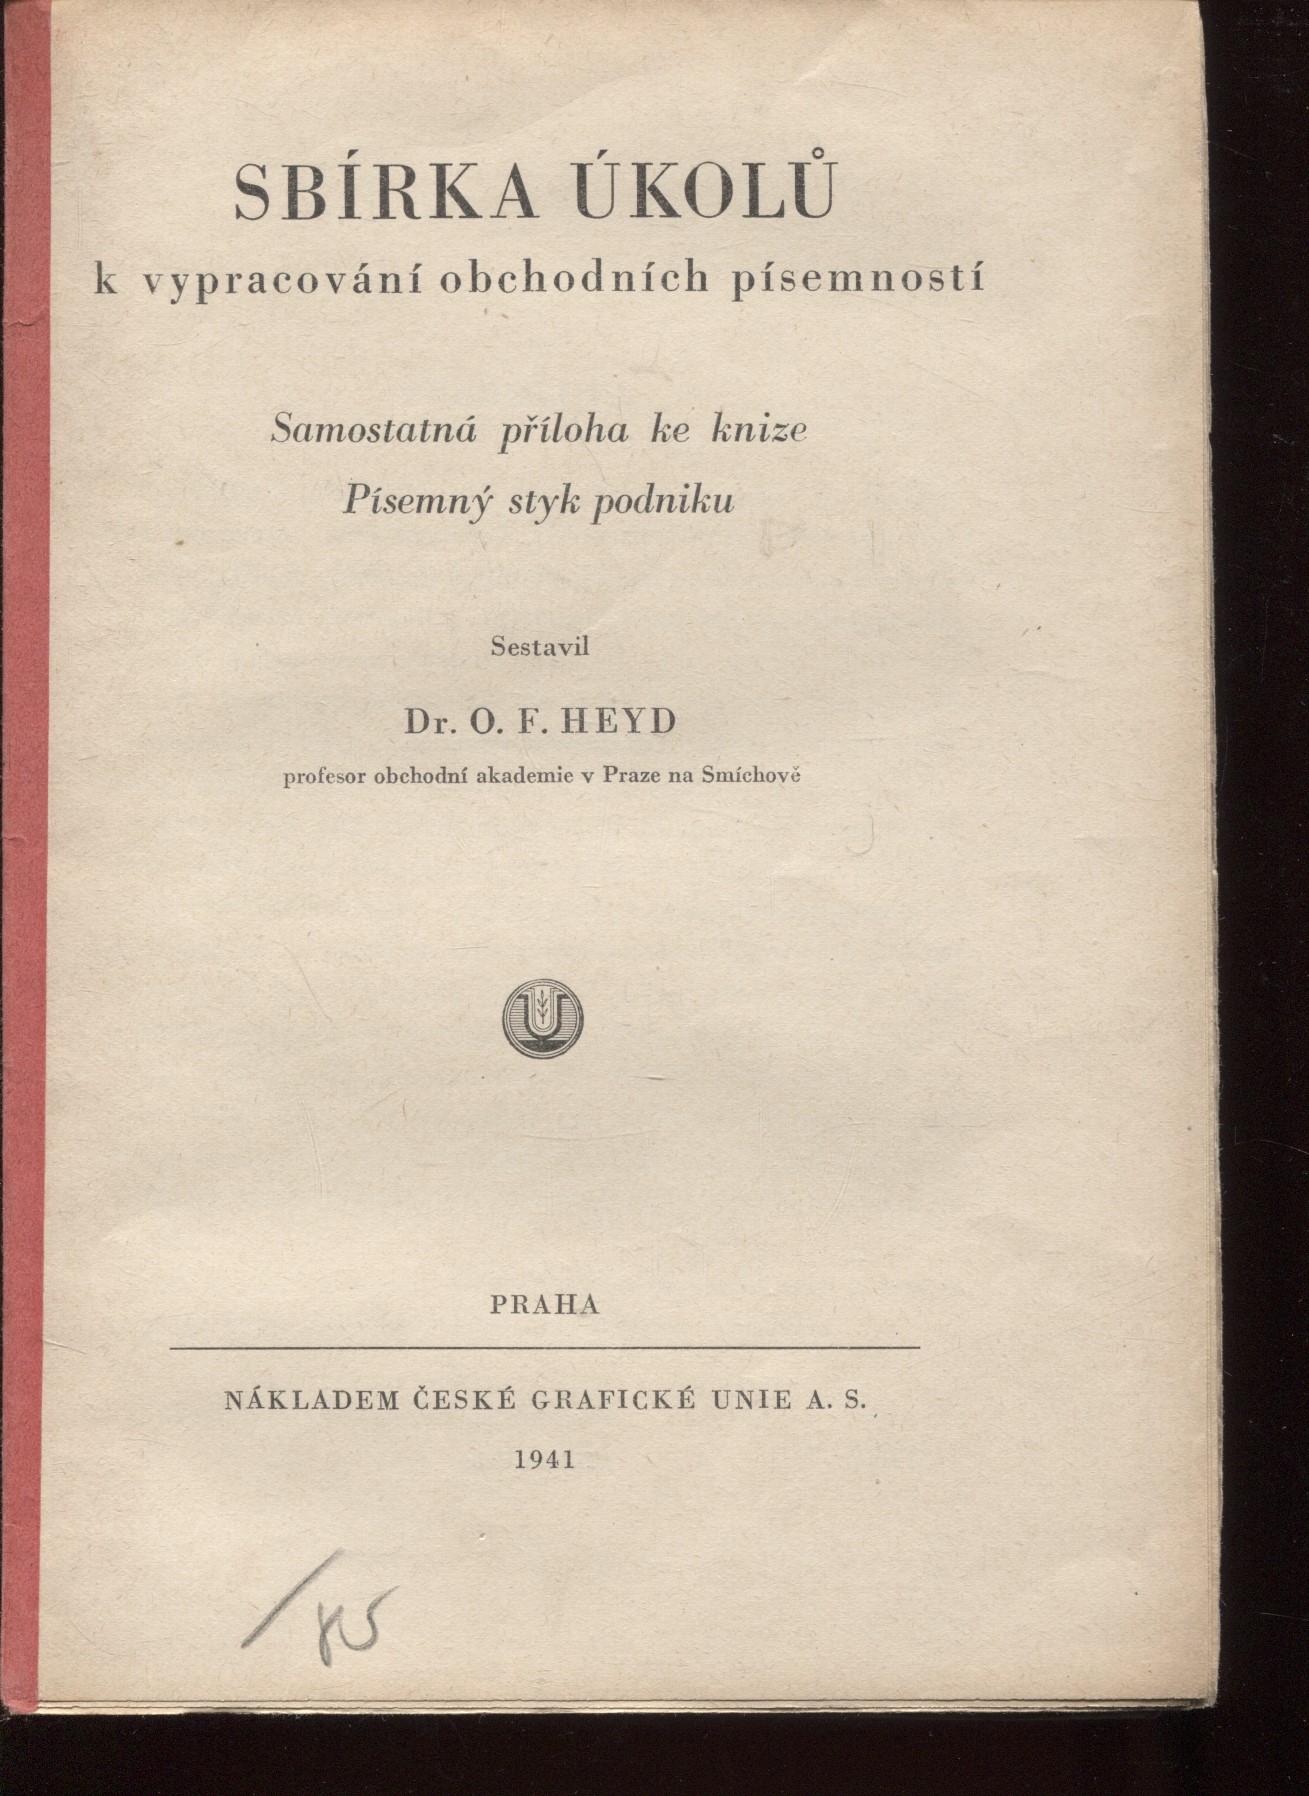 SBÍRKA ÚKOLŮ
k vypracování obchodních písemností
Samostatná příloha ke knize
Písemný styk podniku
Sestavil
Dr. O. F. HEYD
profesor obchodní akademie v Praze na Smíchově
PRAHA
NÁKLADEM ČESKÉ GRAFICKÉ UNIE A. S.
1941